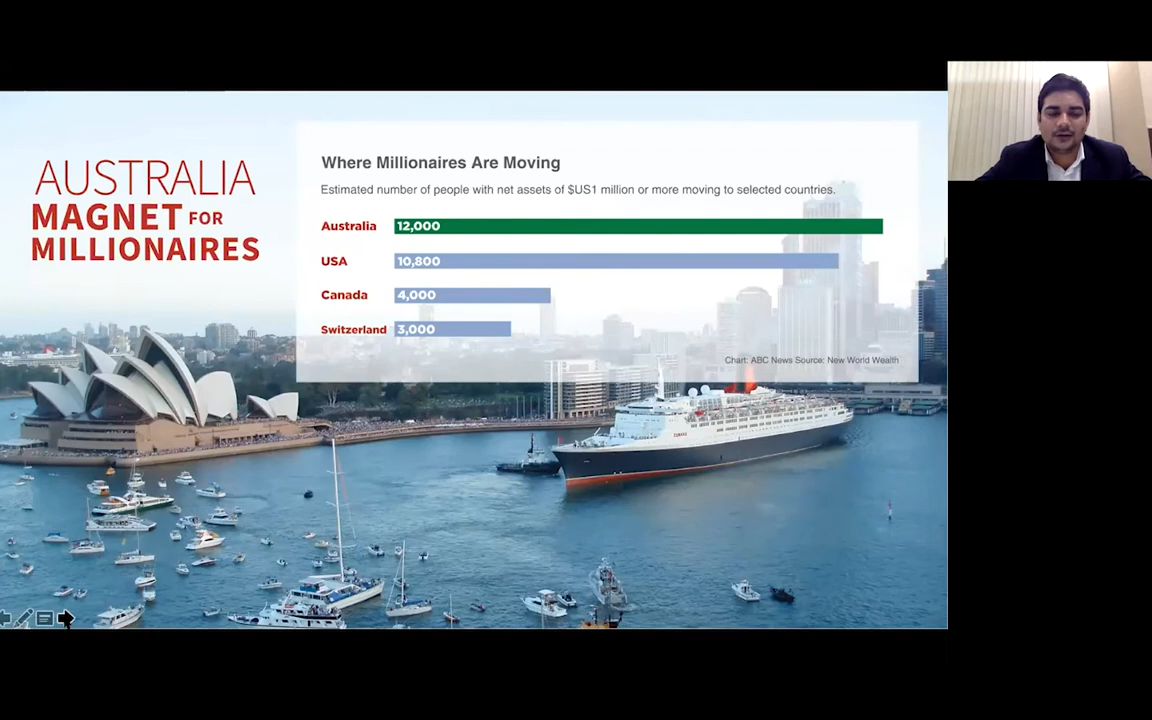 AUSTRALIA
MAGNET FOR
MILLIONAIRES
Where Millionaires Are Moving
Estimated number of people with net assets of $US1 million or more moving to selected countries.
Australia 12,000
USA 10,800
Canada 4,000
Switzerland 3,000
Chart: ABC News Source: New World Wealth
CUNARD